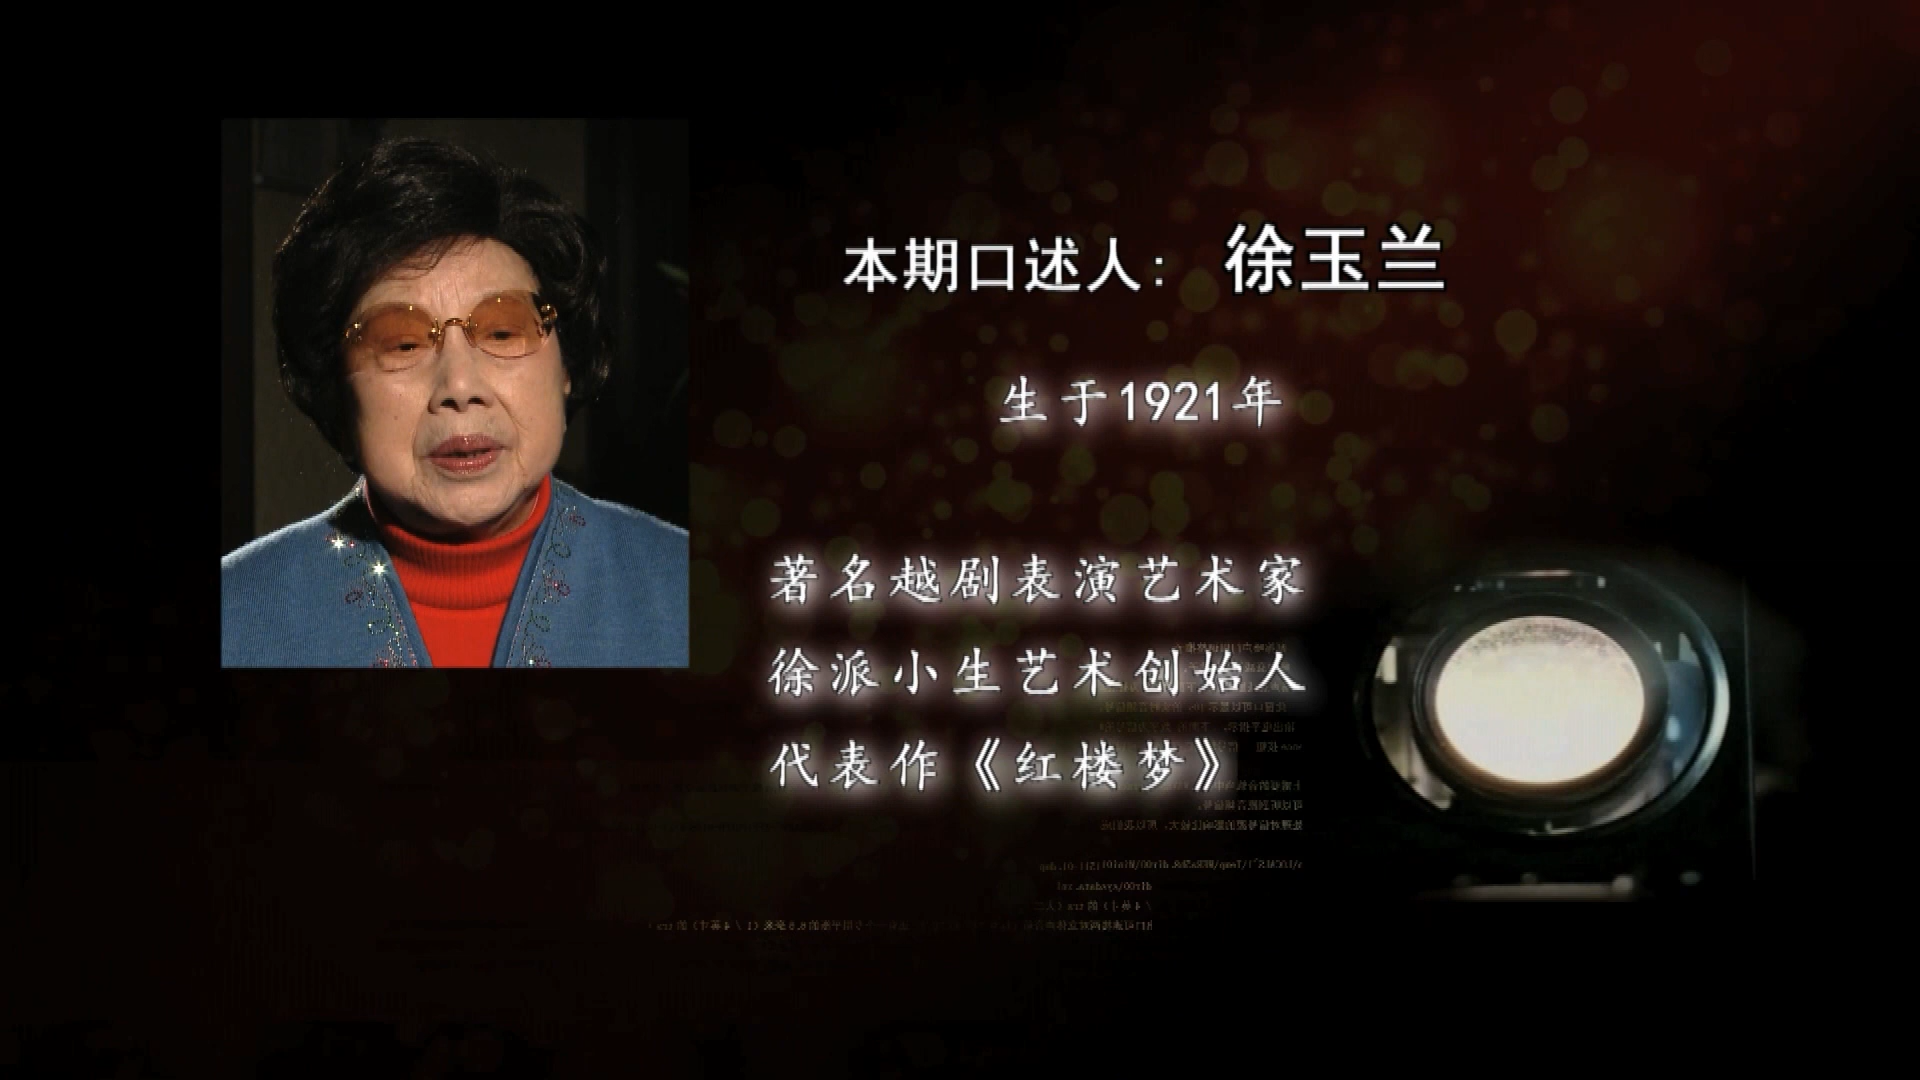 本期口述人： 徐玉兰
生于1921年
著名越剧表演艺术家
徐派小生艺术创始人
代表作《红楼梦》